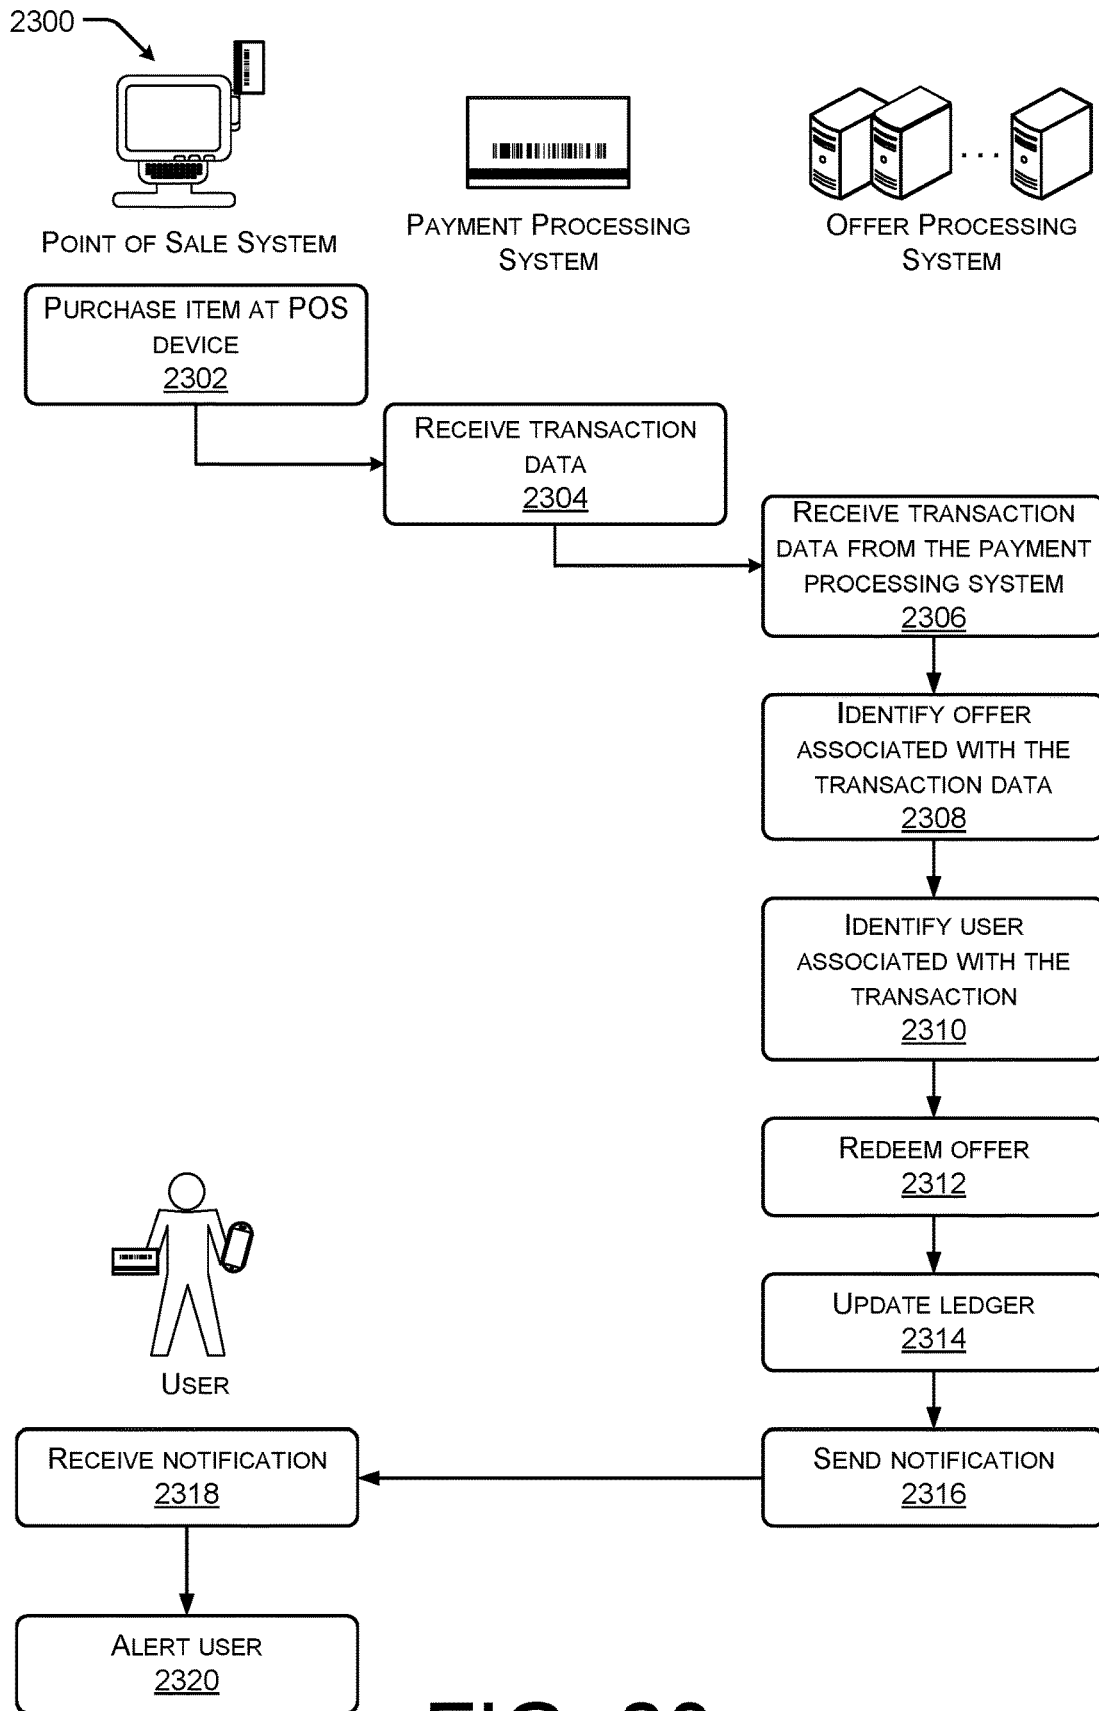 2300
POINT OF SALE SYSTEM
PAYMENT PROCESSING
SYSTEM
OFFER PROCESSING
SYSTEM
PURCHASE ITEM AT POS
DEVICE
2302
RECEIVE TRANSACTION
DATA
2304
RECEIVE TRANSACTION
DATA FROM THE PAYMENT
PROCESSING SYSTEM
2306
IDENTIFY OFFER
ASSOCIATED WITH THE
TRANSACTION DATA
2308
IDENTIFY USER
ASSOCIATED WITH THE
TRANSACTION
2310
REDEEM OFFER
2312
UPDATE LEDGER
2314
USER
SEND NOTIFICATION
2316
RECEIVE NOTIFICATION
2318
ALERT USER
2320